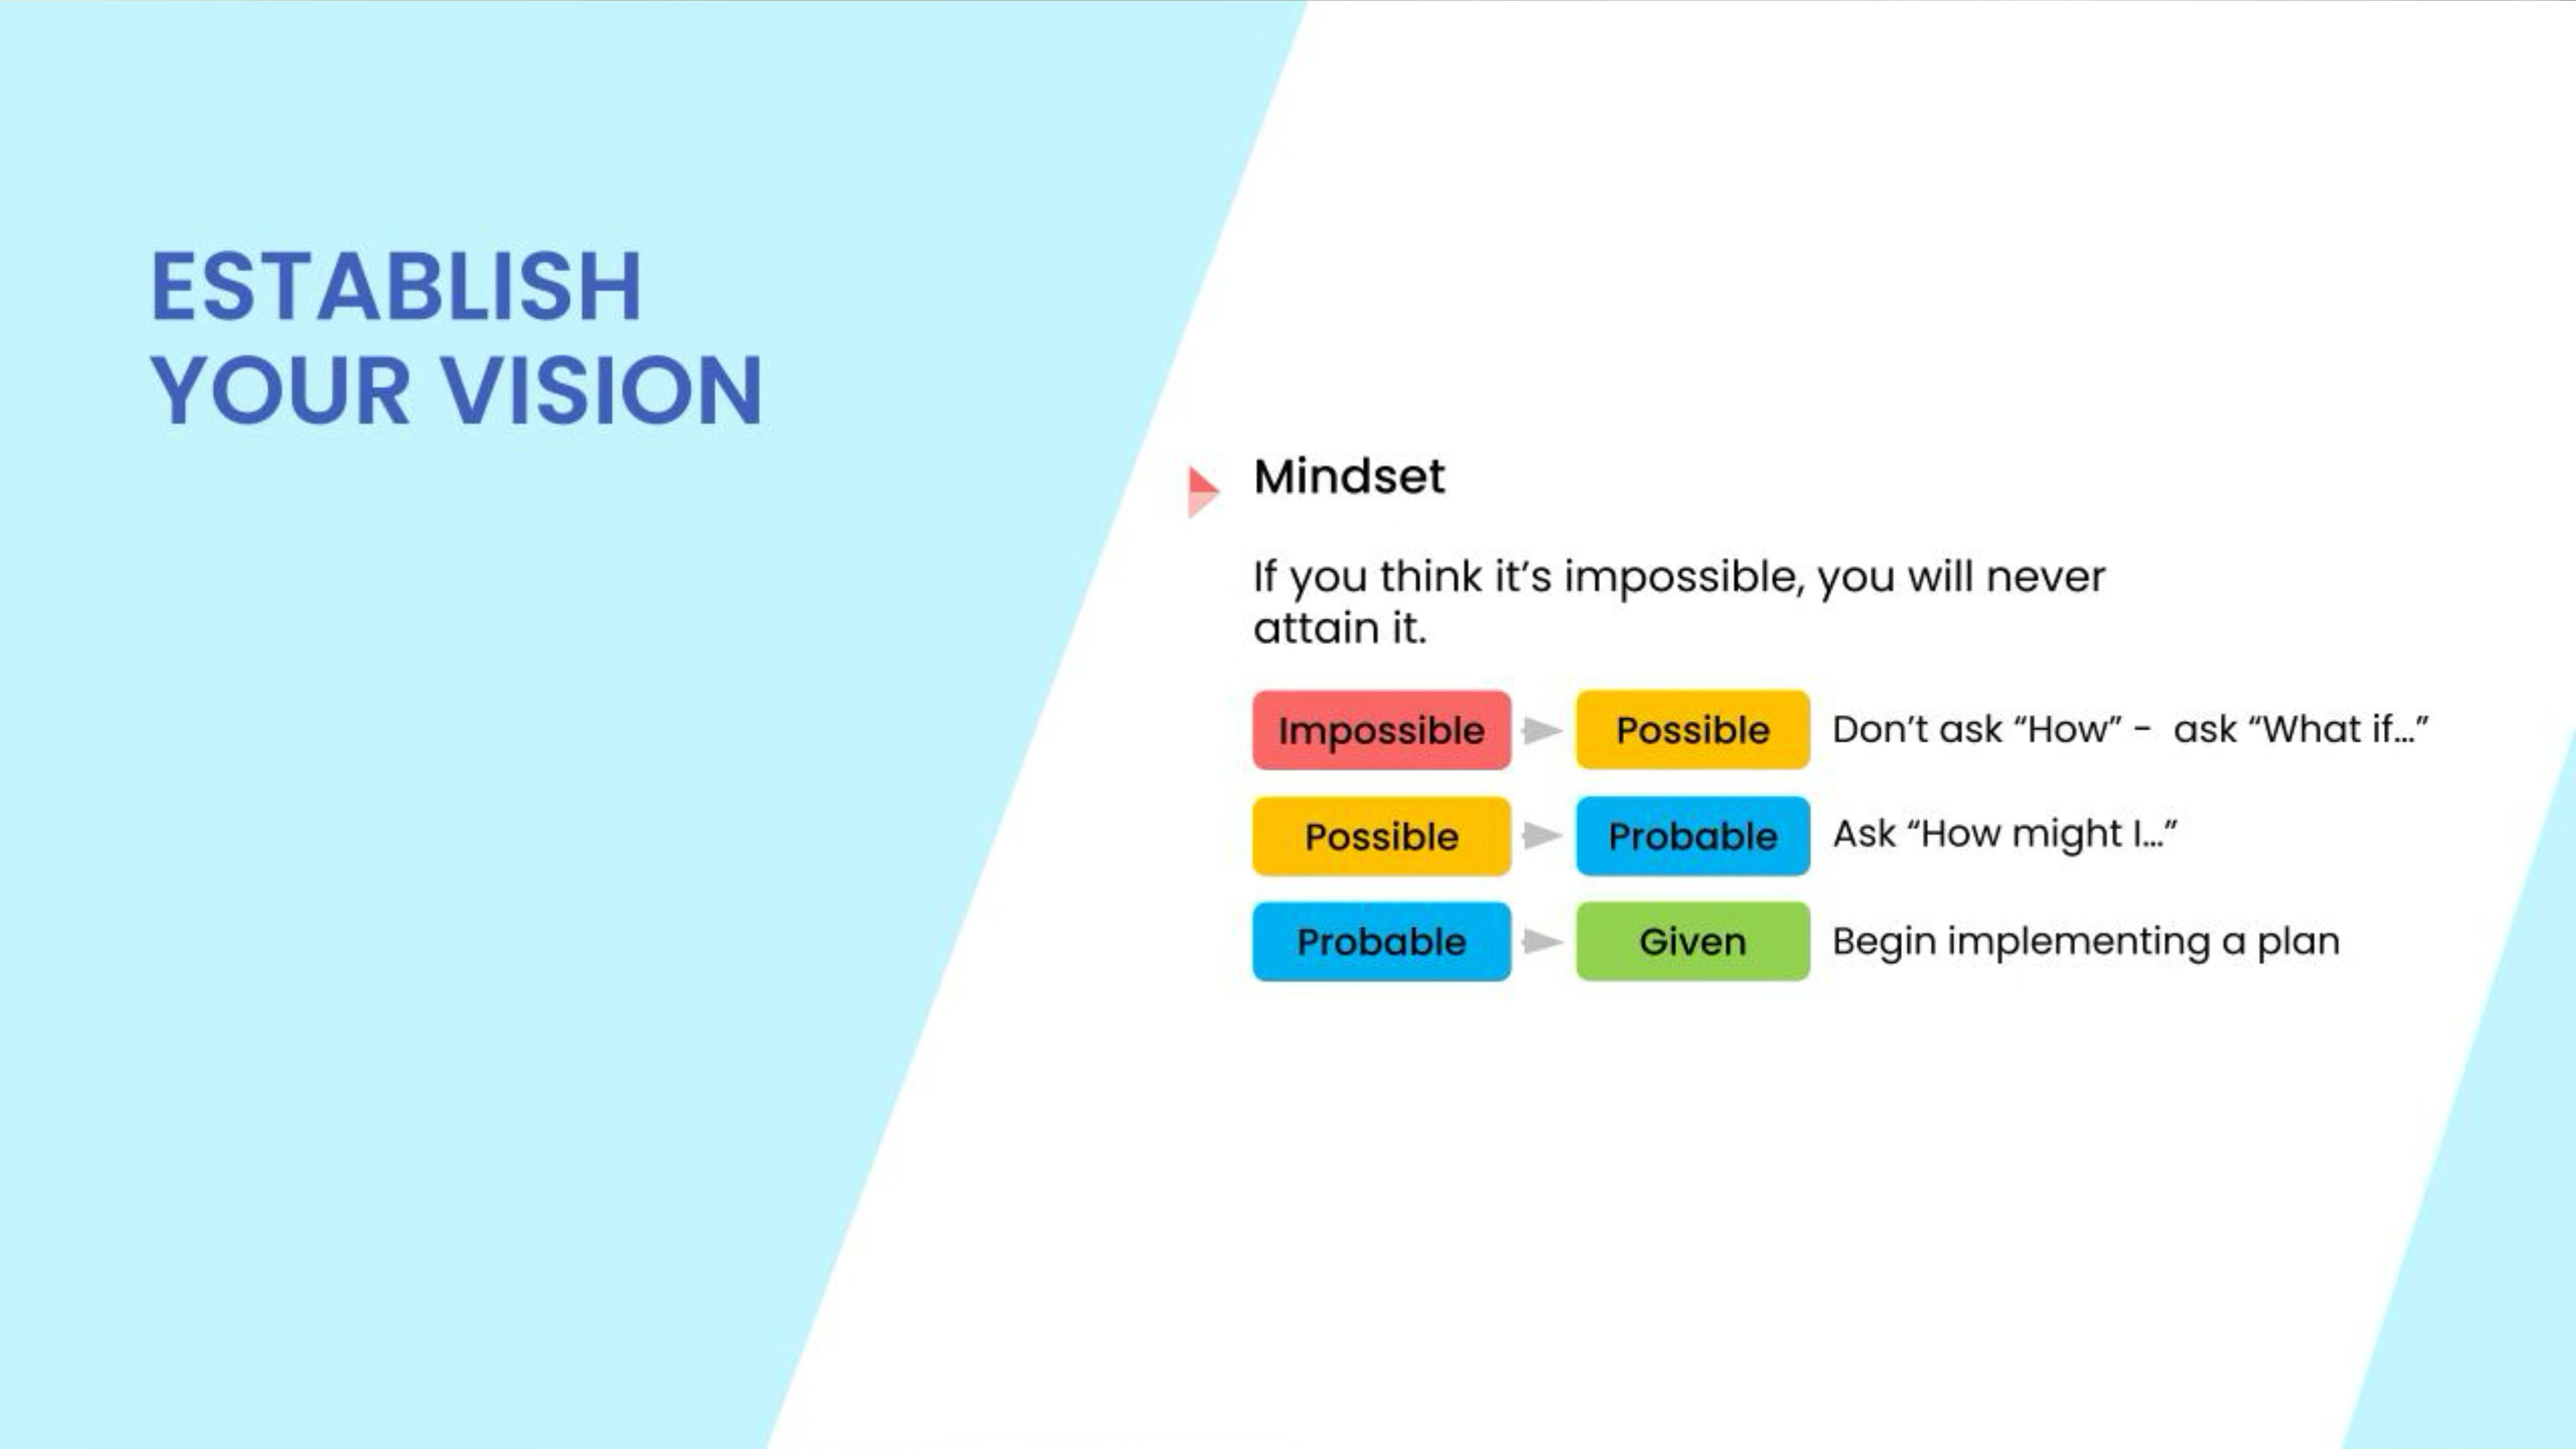 ESTABLISH
YOUR VISION
Mindset
If you think it’s impossible, you will never
attain it.
Impossible Possible Don’t ask “How” -  ask “What if...”
Possible Probable Ask “How might I...”
Probable Given Begin implementing a plan